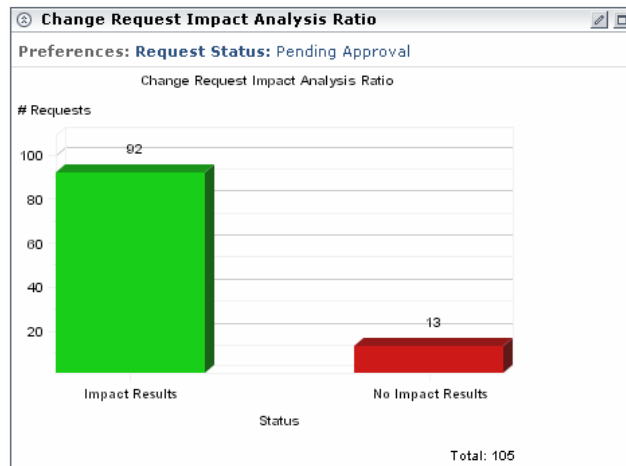 Change Request Impact Analysis Ratio
Preferences: Request Status: Pending Approval
Change Request Impact Analysis Ratio
# Requests
92
100
80
60
40
20
13
Impact Results
No Impact Results
Status
Total: 105